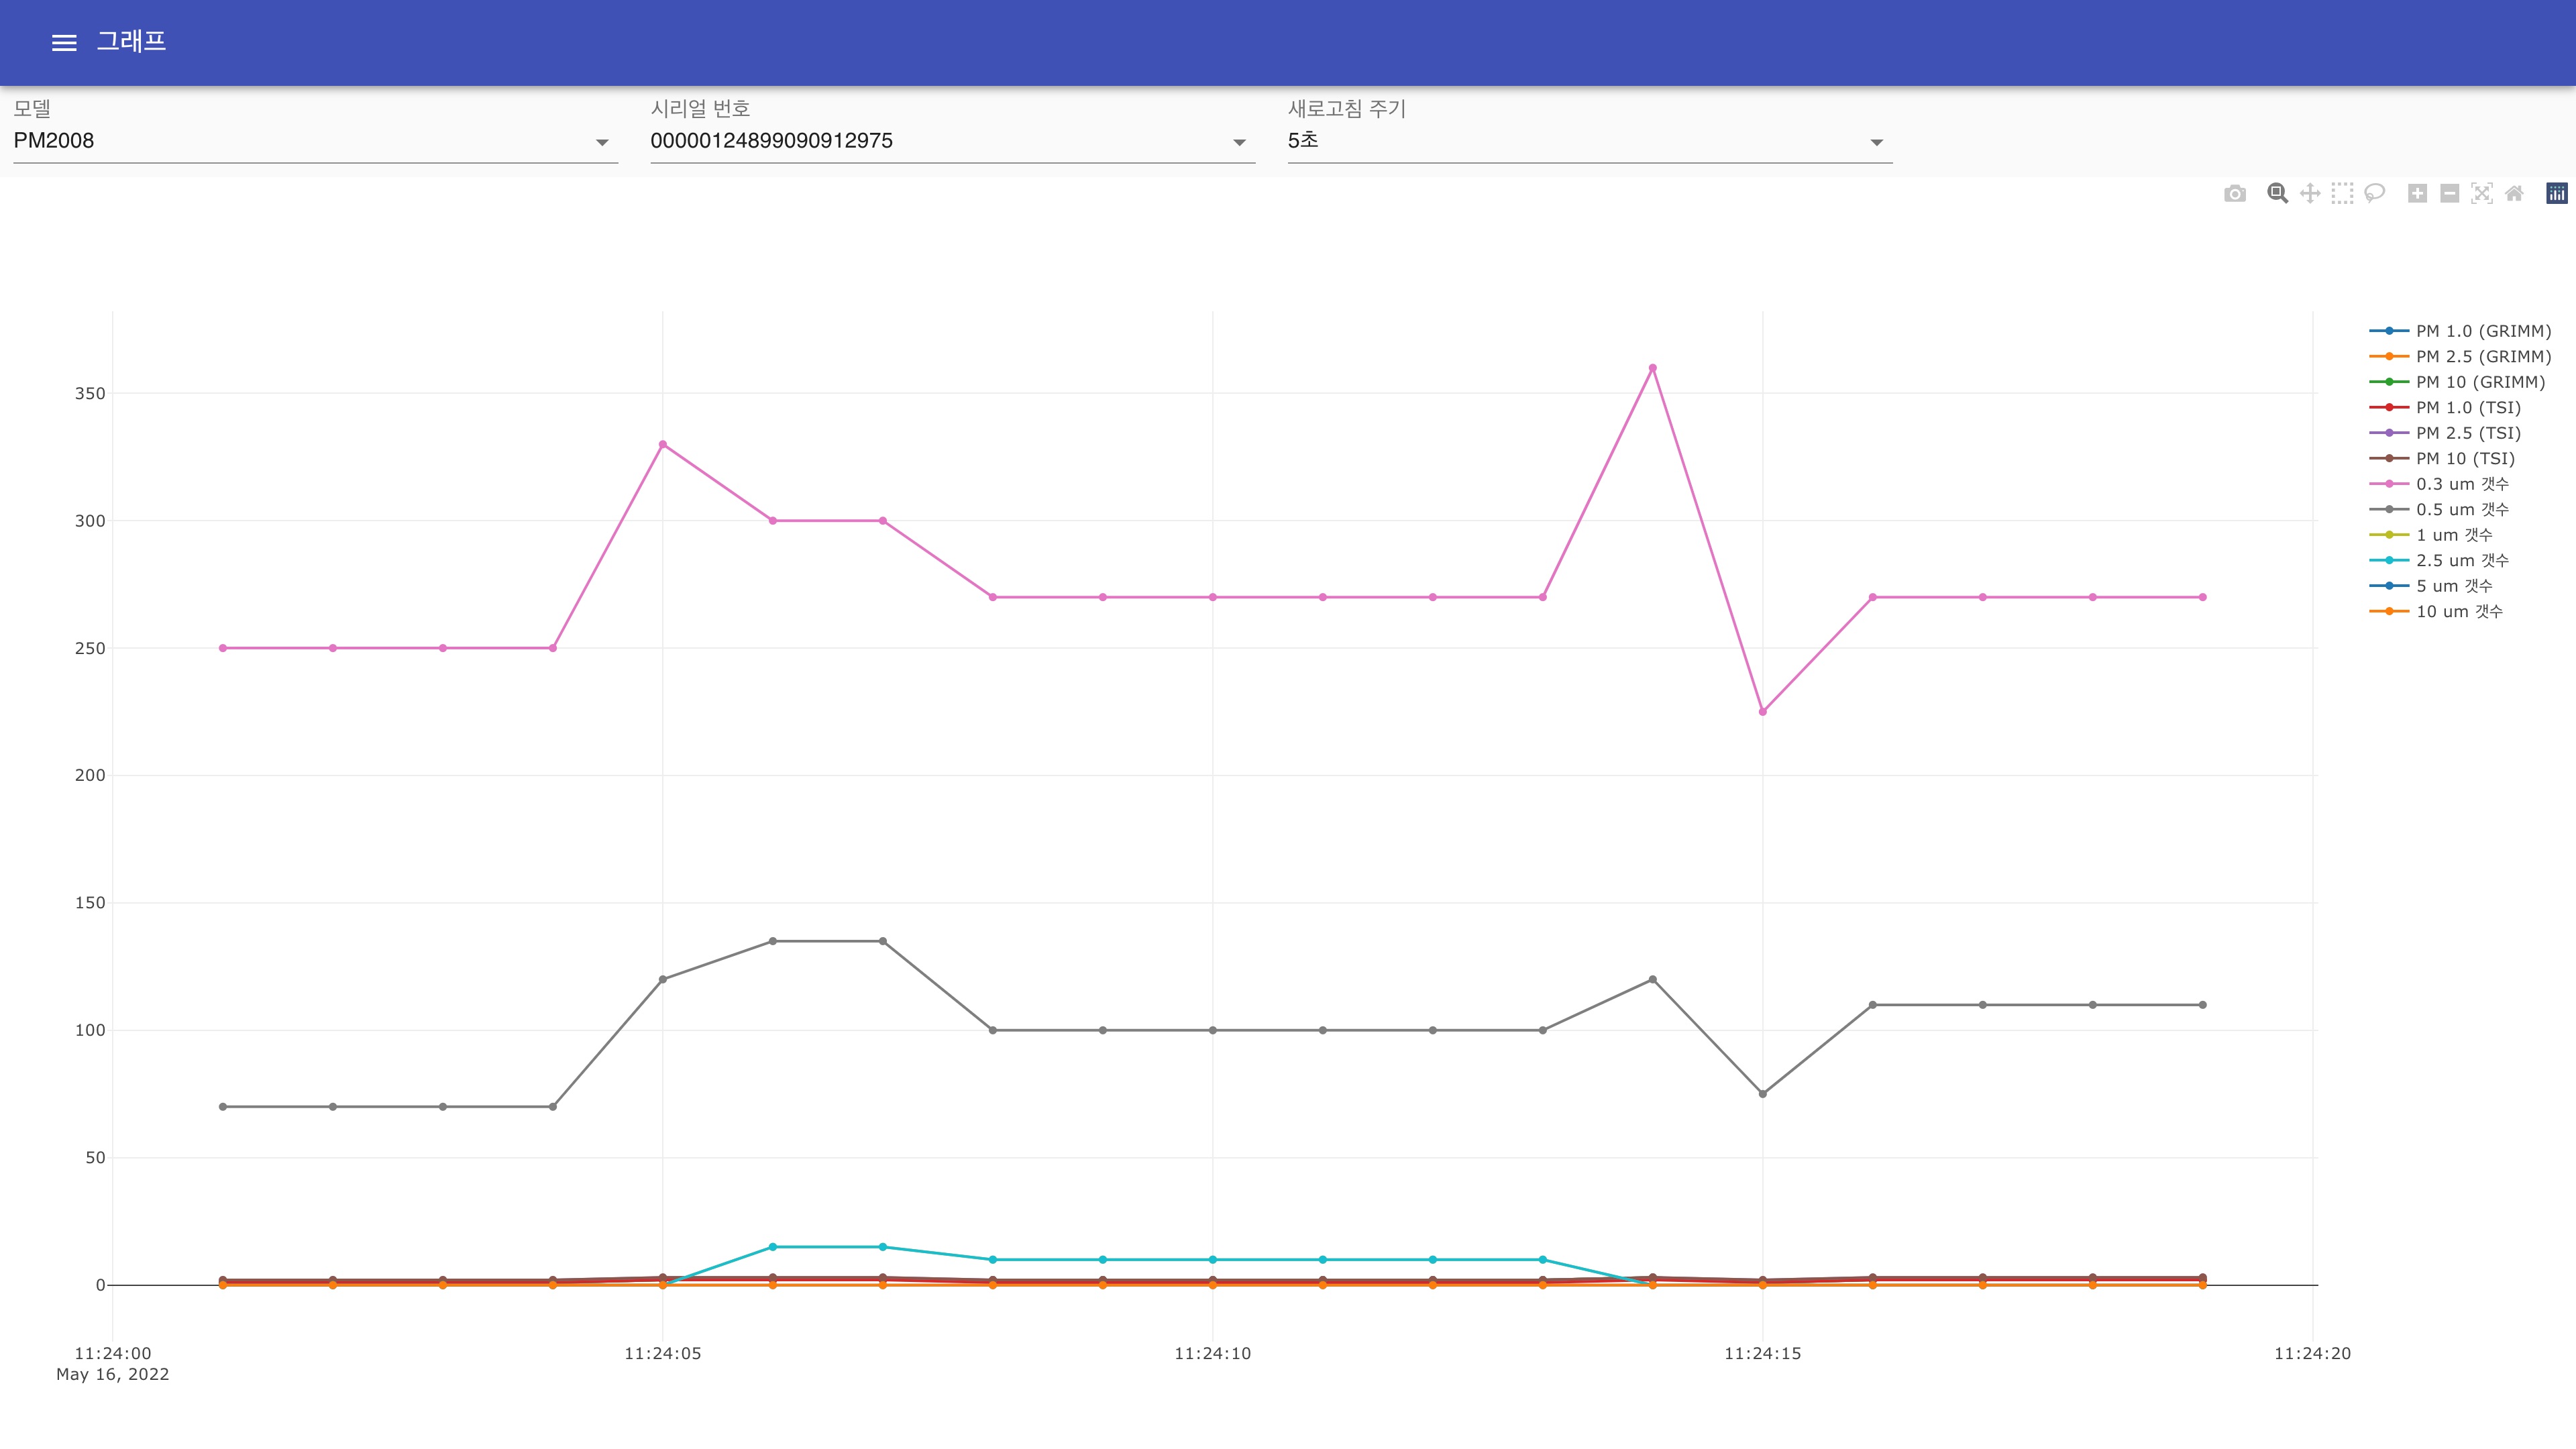 그래프
모델
PM2008
시리얼 번호
00000124899090912975
새로고침 주기
5초
350
300
250
200
150
100
50
0
11:24:00
May 16, 2022
11:24:05
11:24:10
11:24:15
11:24:20
PM 1.0 (GRIMM)
PM 2.5 (GRIMM)
PM 10 (GRIMM)
PM 1.0 (TSI)
PM 2.5 (TSI)
PM 10 (TSI)
0.3 um 갯수
0.5 um 갯수
1 um 갯수
2.5 um 갯수
5 um 갯수
10 um 갯수